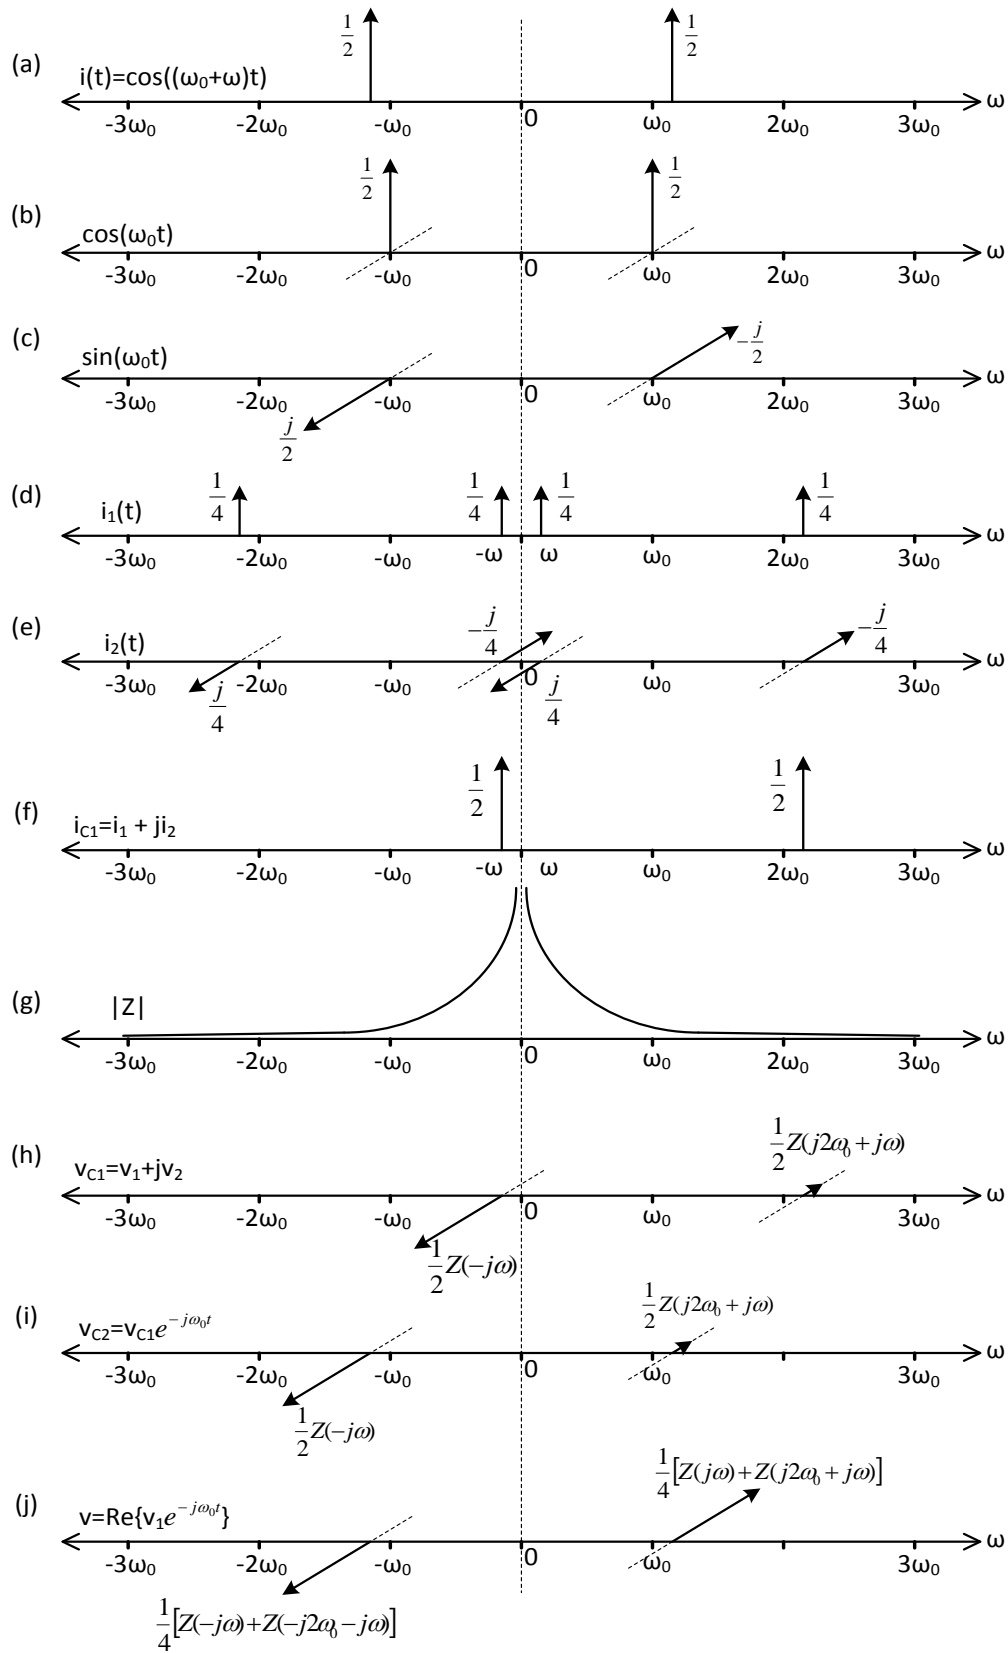 (a)
1/2
1/2
i(t)=cos((ω₀+ω)t)
-3ω₀ -2ω₀ -ω₀ 0 ω₀ 2ω₀ 3ω₀ ω
(b)
1/2
1/2
cos(ω₀t)
-3ω₀ -2ω₀ -ω₀ 0 ω₀ 2ω₀ 3ω₀ ω
(c)
-j/2
sin(ω₀t)
-3ω₀ -2ω₀ -ω₀ 0 ω₀ 2ω₀ 3ω₀ ω
j/2
(d)
1/4 1/4 1/4 1/4
i₁(t)
-3ω₀ -2ω₀ -ω₀ -ω ω ω₀ 2ω₀ 3ω₀ ω
(e)
-j/4 -j/4
i₂(t)
-3ω₀ -2ω₀ -ω₀ 0 ω₀ 2ω₀ 3ω₀ ω
j/4 j/4
(f)
1/2 1/2
i_C1=i₁ + ji₂
-3ω₀ -2ω₀ -ω₀ -ω ω ω₀ 2ω₀ 3ω₀ ω
(g)
|Z|
-3ω₀ -2ω₀ -ω₀ 0 ω₀ 2ω₀ 3ω₀ ω
(h)
1/2 Z(j2ω₀+jω)
v_C1=v₁+jv₂
-3ω₀ -2ω₀ -ω₀ 0 ω₀ 2ω₀ 3ω₀ ω
1/2 Z(-jω)
(i)
1/2 Z(j2ω₀+jω)
v_C2=v_C1 e^{-jω₀t}
-3ω₀ -2ω₀ -ω₀ 0 ω₀ 3ω₀ ω
1/2 Z(-jω)
(j)
1/4 [Z(jω)+Z(j2ω₀+jω)]
v=Re{v₁e^{-jω₀t}}
-3ω₀ -2ω₀ -ω₀ 0 ω₀ 3ω₀ ω
1/4 [Z(-jω)+Z(-j2ω₀-jω)]